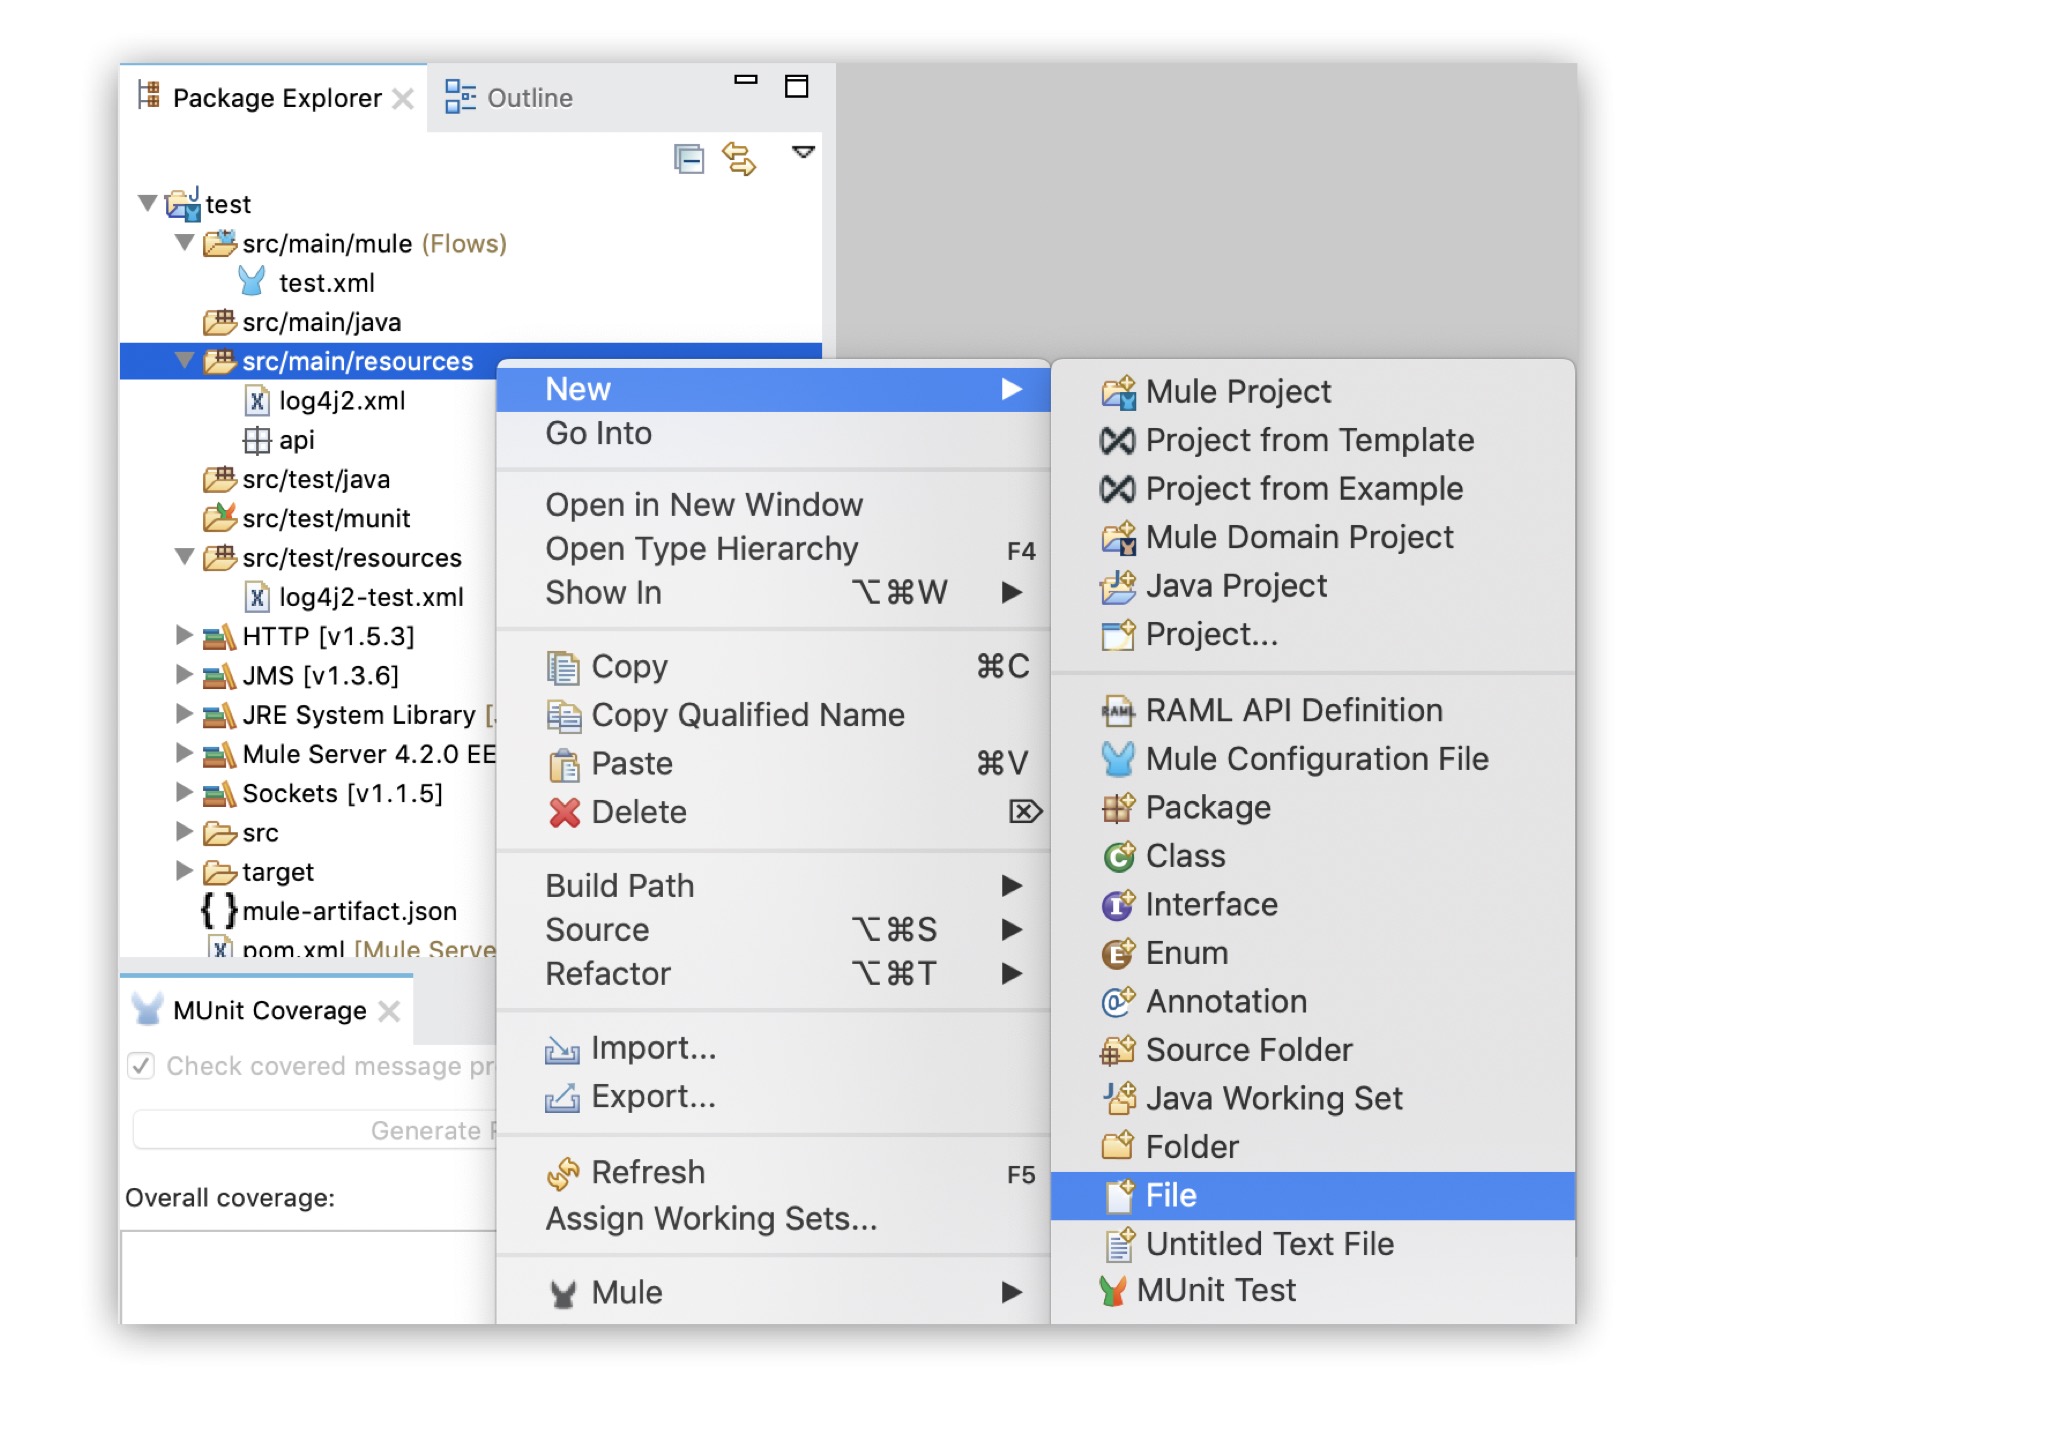 Package Explorer
Outline
test
src/main/mule (Flows)
test.xml
src/main/java
src/main/resources
log4j2.xml
api
src/test/java
src/test/munit
src/test/resources
log4j2-test.xml
HTTP [v1.5.3]
JMS [v1.3.6]
JRE System Library [
Mule Server 4.2.0 EE
Sockets [v1.1.5]
src
target
{ } mule-artifact.json
pom.xml [Mule Serve
MUnit Coverage
Check covered message pr
Generate
Overall coverage:
New
Go Into
Open in New Window
Open Type Hierarchy F4
Show In ⌥⌘W
Copy ⌘C
Copy Qualified Name
Paste ⌘V
Delete ⌦
Build Path
Source ⌥⌘S
Refactor ⌥⌘T
Import...
Export...
Refresh F5
Assign Working Sets...
Mule
Mule Project
Project from Template
Project from Example
Mule Domain Project
Java Project
Project...
RAML API Definition
Mule Configuration File
Package
Class
Interface
Enum
Annotation
Source Folder
Java Working Set
Folder
File
Untitled Text File
MUnit Test